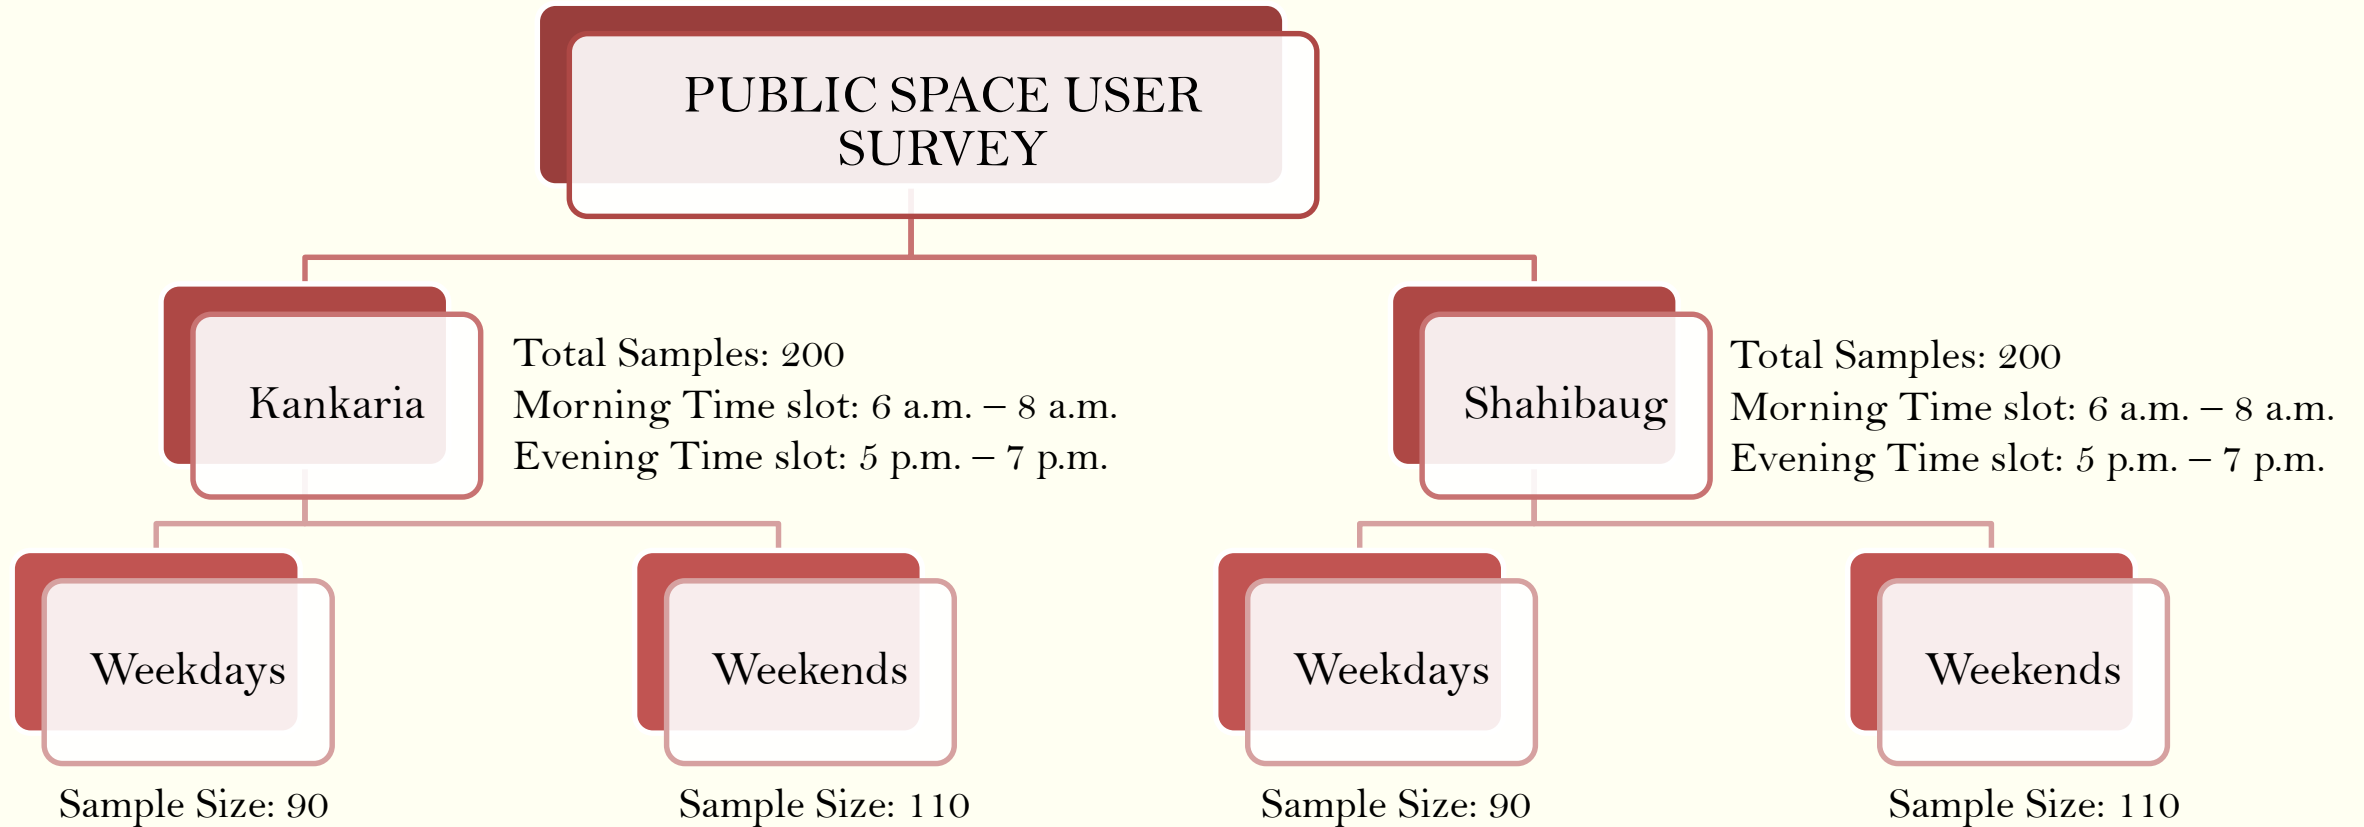 PUBLIC SPACE USER
SURVEY
Kankaria
Total Samples: 200
Morning Time slot: 6 a.m. – 8 a.m.
Evening Time slot: 5 p.m. – 7 p.m.
Shahibaug
Total Samples: 200
Morning Time slot: 6 a.m. – 8 a.m.
Evening Time slot: 5 p.m. – 7 p.m.
Weekdays
Weekends
Weekdays
Weekends
Sample Size: 90
Sample Size: 110
Sample Size: 90
Sample Size: 110